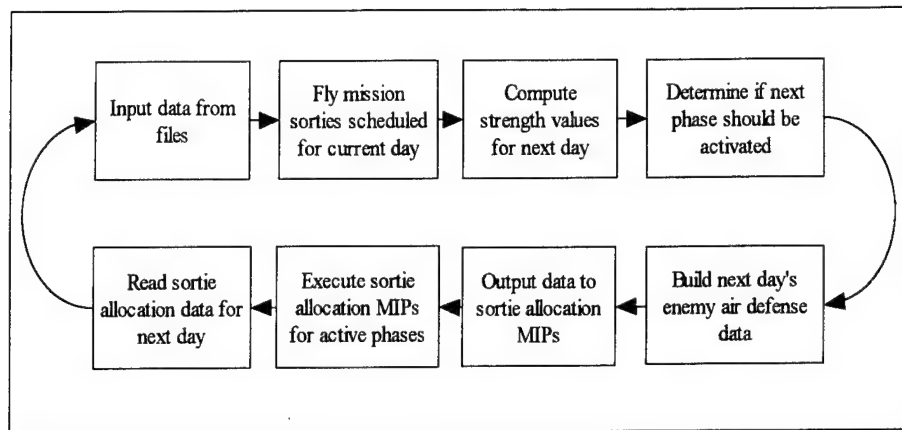 Input data from
files
Fly mission
sorties scheduled
for current day
Compute
strength values
for next day
Determine if next
phase should be
activated
Build next day's
enemy air defense
data
Output data to
sortie allocation
MIPs
Execute sortie
allocation MIPs
for active phases
Read sortie
allocation data for
next day